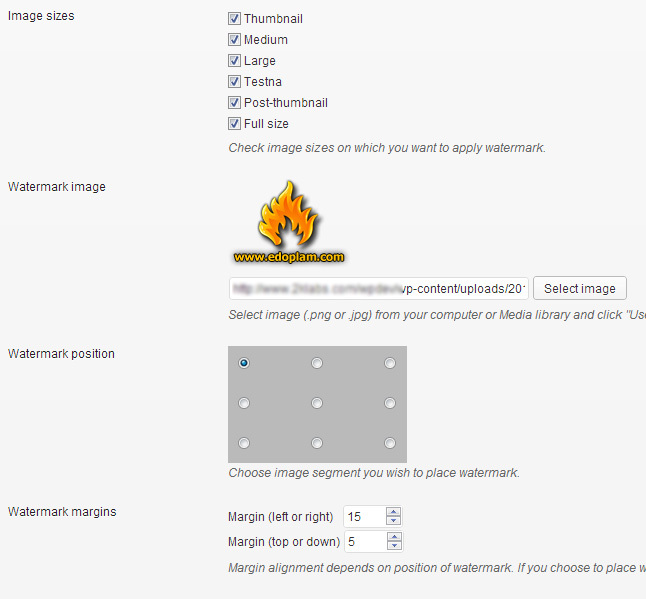 Image sizes
Thumbnail
Medium
Large
Testna
Post-thumbnail
Full size
Check image sizes on which you want to apply watermark.
Watermark image
www.edoplam.com
vp-content/uploads/201 Select image
Select image (.png or .jpg) from your computer or Media library and click "Use
Watermark position
Choose image segment you wish to place watermark.
Watermark margins
Margin (left or right) 15
Margin (top or down) 5
Margin alignment depends on position of watermark. If you choose to place w